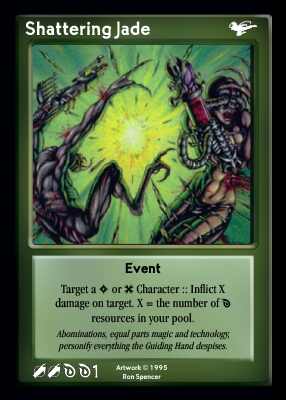 Shattering Jade
Event
Target a or Character :: Inflict X
damage on target. X = the number of
resources in your pool.
Abominations, equal parts magic and technology,
personify everything the Guiding Hand despises.
1
Artwork © 1995
Ron Spencer